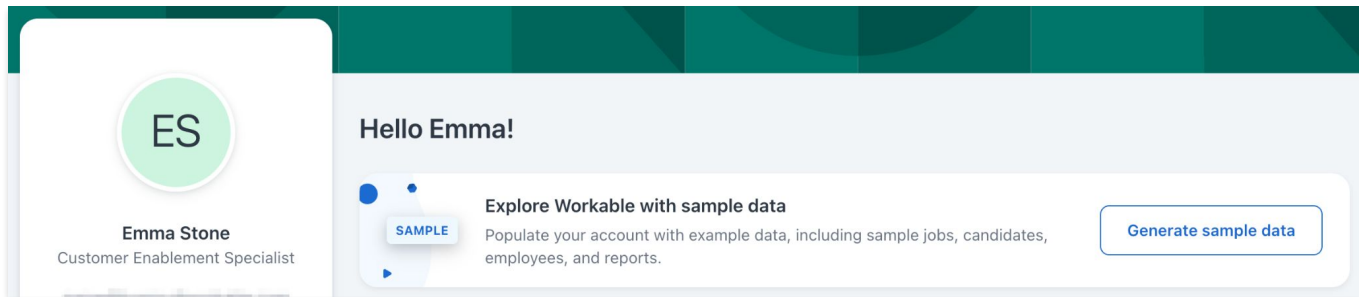 ES
Emma Stone
Customer Enablement Specialist
Hello Emma!
SAMPLE
Explore Workable with sample data
Populate your account with example data, including sample jobs, candidates,
employees, and reports.
Generate sample data